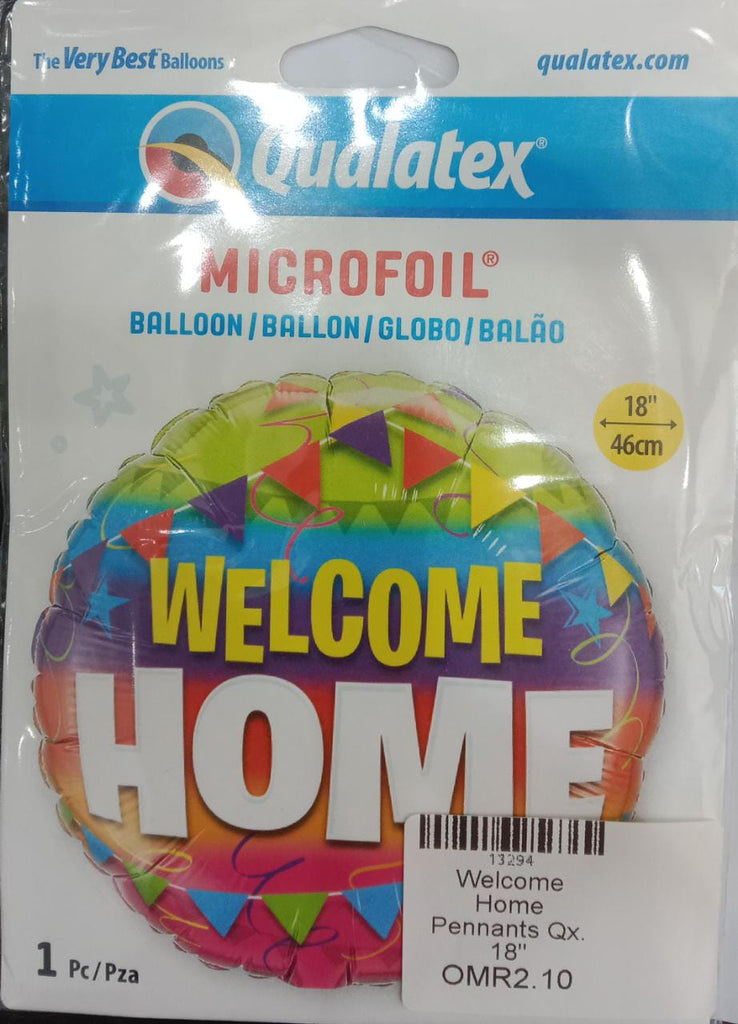 The Very Best™ Balloons
qualatex.com
Qualatex®
MICROFOIL®
BALLOON/BALLON/GLOBO/BALÃO
18"
46cm
WELCOME
HOME
13294
Welcome
Home
Pennants Qx.
18"
OMR2.10
1 Pc/Pza